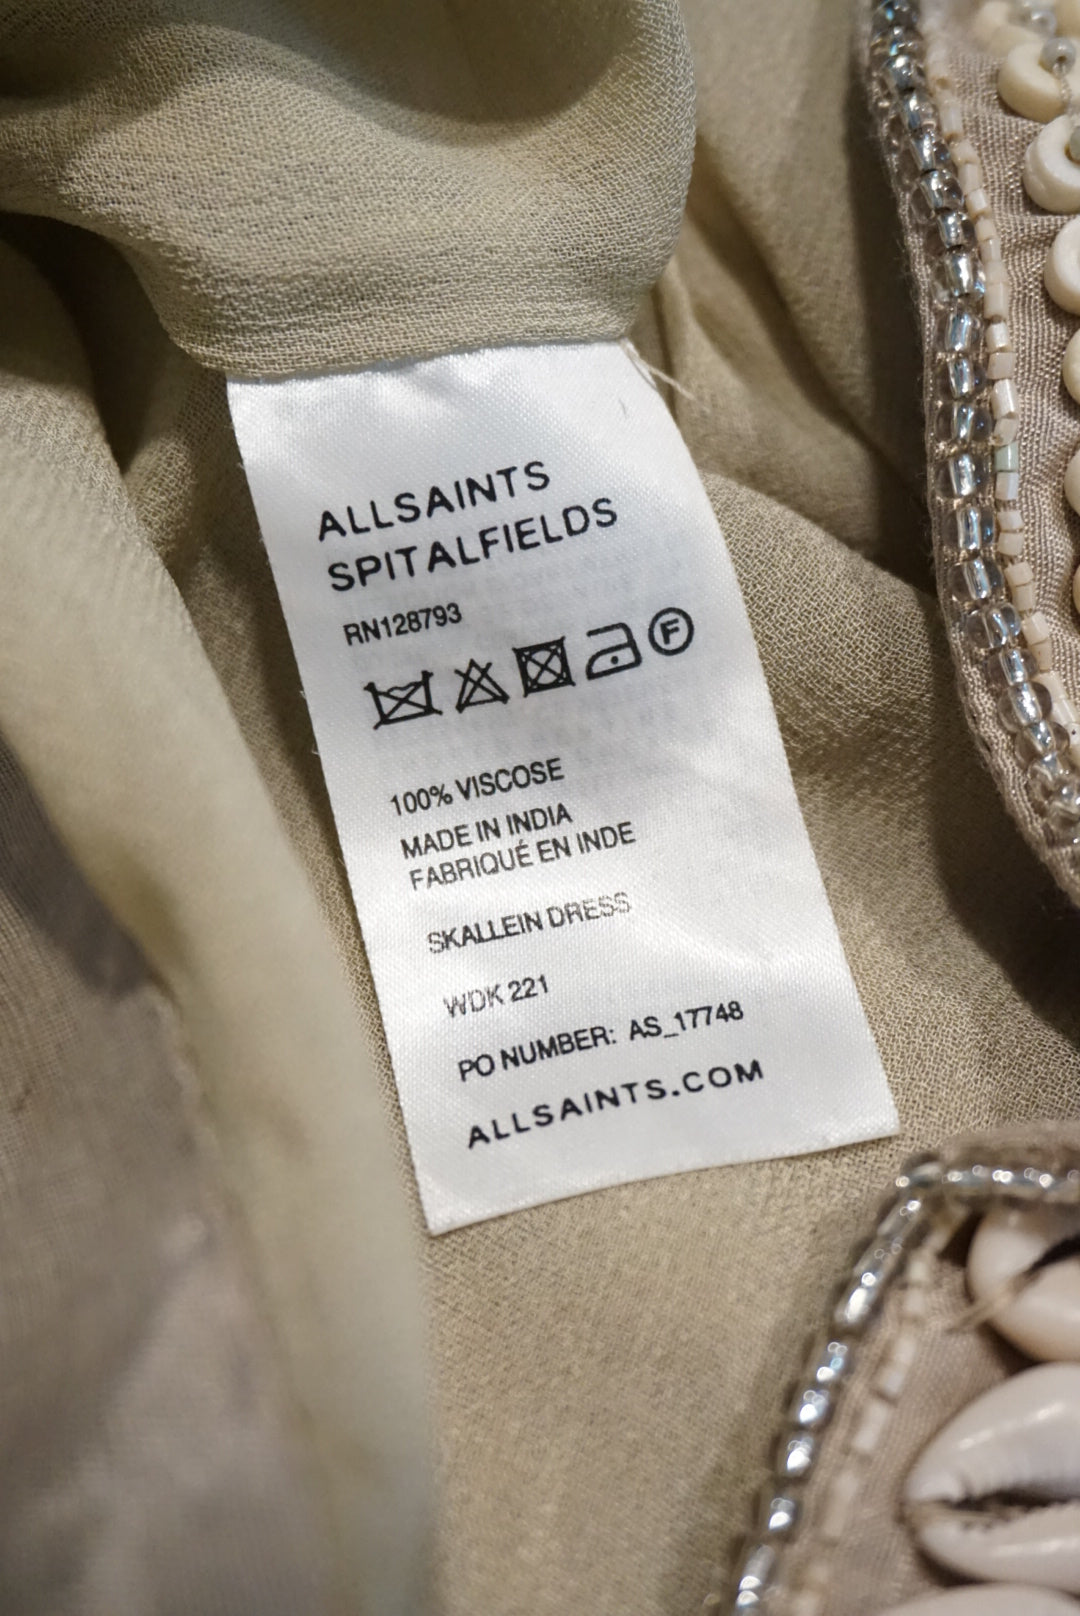 ALLSAINTS
SPITALFIELDS
RN128793
F
100% VISCOSE
MADE IN INDIA
FABRIQUÉ EN INDE
SKALLEIN DRESS
WDK 221
PO NUMBER: AS_17748
ALLSAINTS.COM